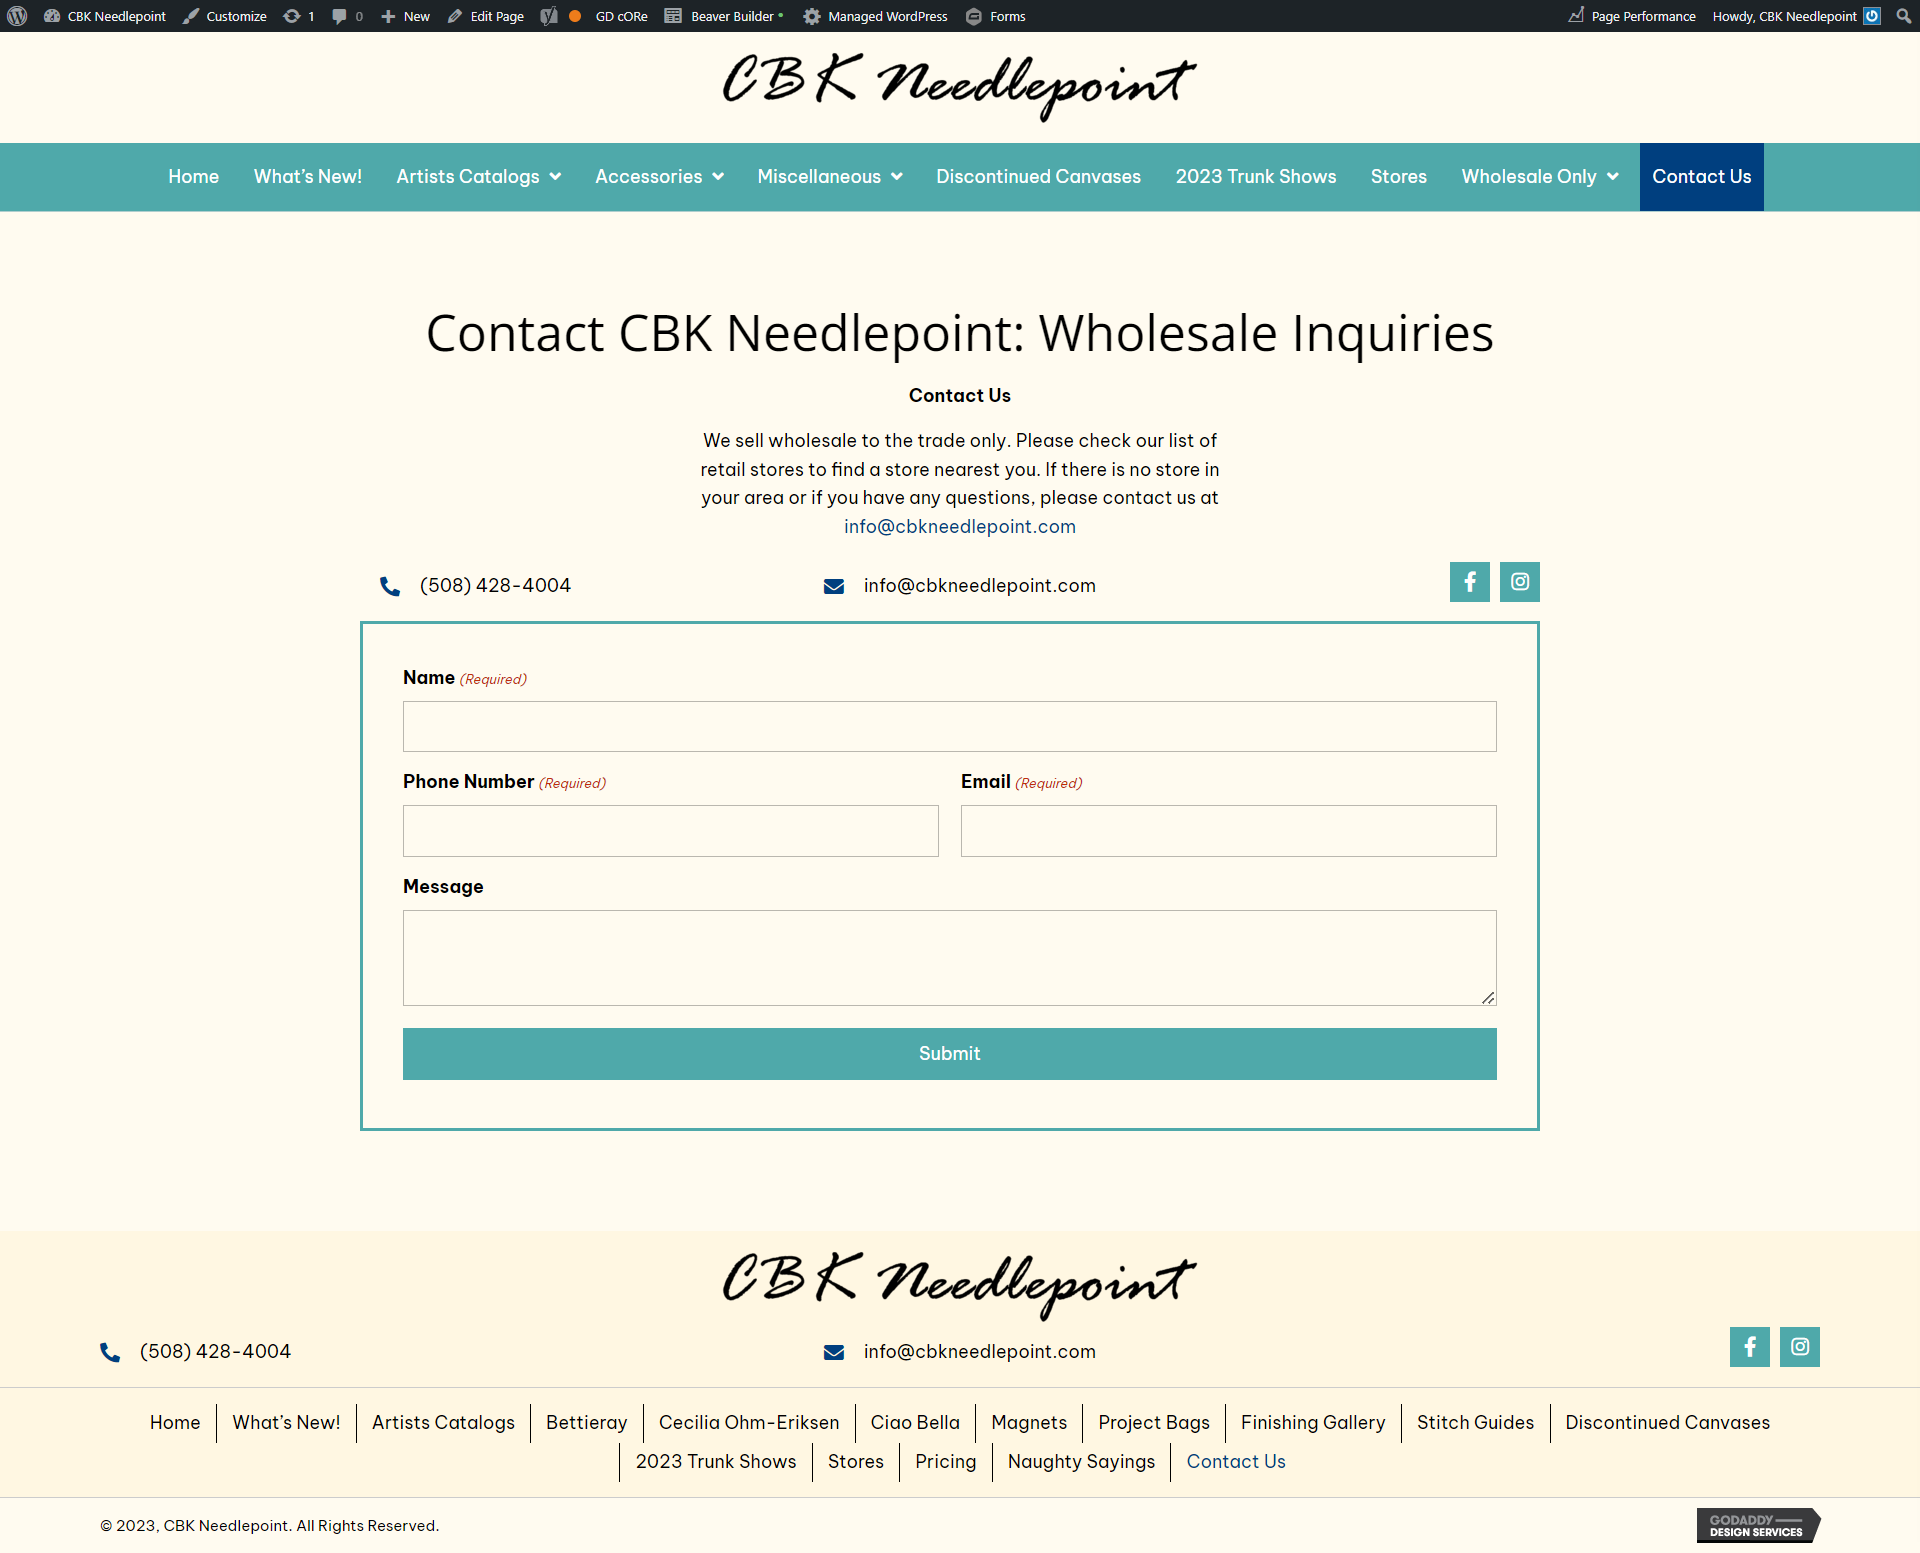 CBK Needlepoint Customize 1 0 New Edit Page GD cORe Beaver Builder Managed WordPress Forms Page Performance Howdy, CBK Needlepoint
CBK Needlepoint
Home What's New! Artists Catalogs Accessories Miscellaneous Discontinued Canvases 2023 Trunk Shows Stores Wholesale Only Contact Us
Contact CBK Needlepoint: Wholesale Inquiries
Contact Us
We sell wholesale to the trade only. Please check our list of
retail stores to find a store nearest you. If there is no store in
your area or if you have any questions, please contact us at
info@cbkneedlepoint.com
(508) 428-4004 info@cbkneedlepoint.com
Name (Required)
Phone Number (Required) Email (Required)
Message
Submit
CBK Needlepoint
(508) 428-4004 info@cbkneedlepoint.com
Home What's New! Artists Catalogs Bettieray Cecilia Ohm-Eriksen Ciao Bella Magnets Project Bags Finishing Gallery Stitch Guides Discontinued Canvases
2023 Trunk Shows Stores Pricing Naughty Sayings Contact Us
© 2023, CBK Needlepoint. All Rights Reserved.
GODADDY
DESIGN SERVICES